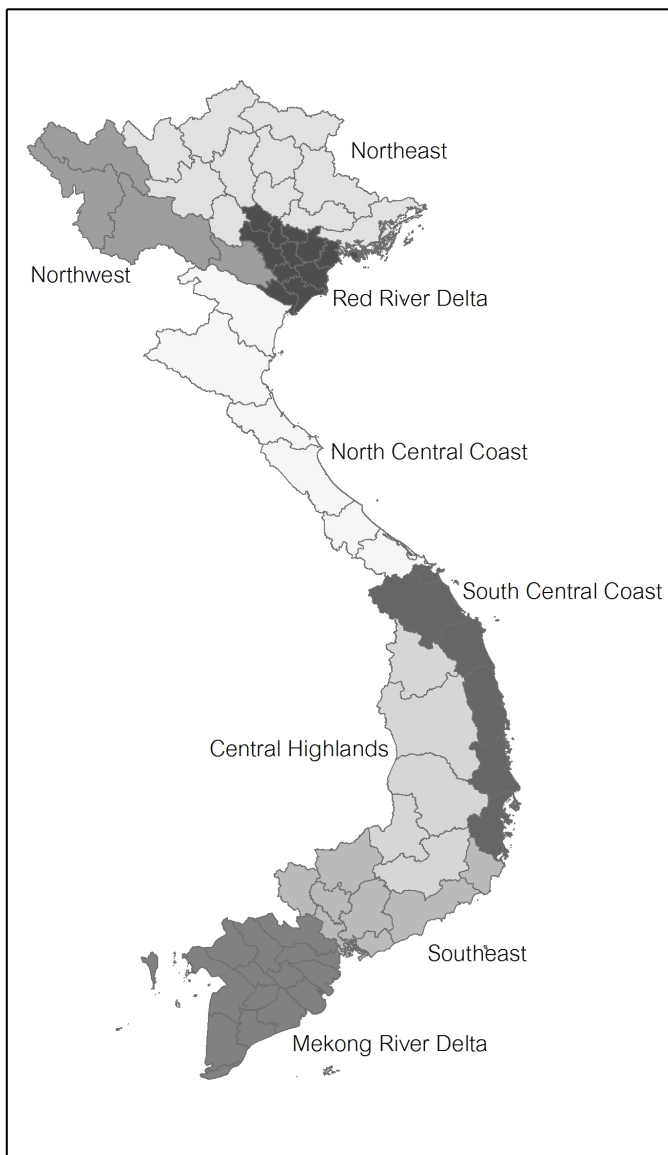 Northeast
Northwest
Red River Delta
North Central Coast
South Central Coast
Central Highlands
Southeast
Mekong River Delta